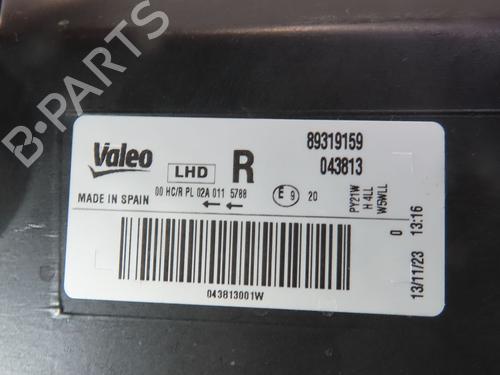 Valeo
LHD
R
89319159
043813
00 HC/R PL 02A 011 5788
E 9 20
MADE IN SPAIN
PY21W
H 4LL
W5WLL
0
13/11/23 13:16
043813001W
B-PARTS